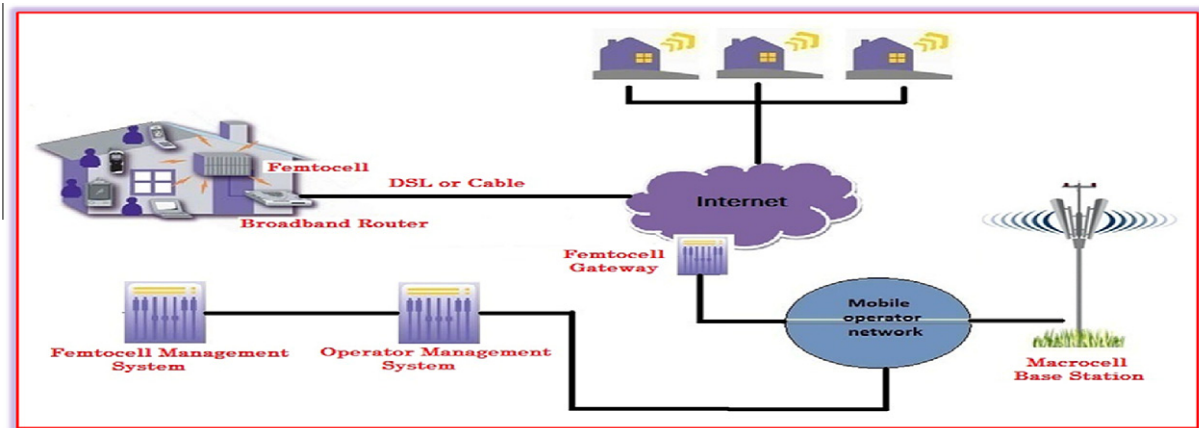 Femtocell
DSL or Cable
Broadband Router
Internet
Femtocell
Gateway
Mobile
operator
network
Femtocell Management
System
Operator Management
System
Macrocell
Base Station